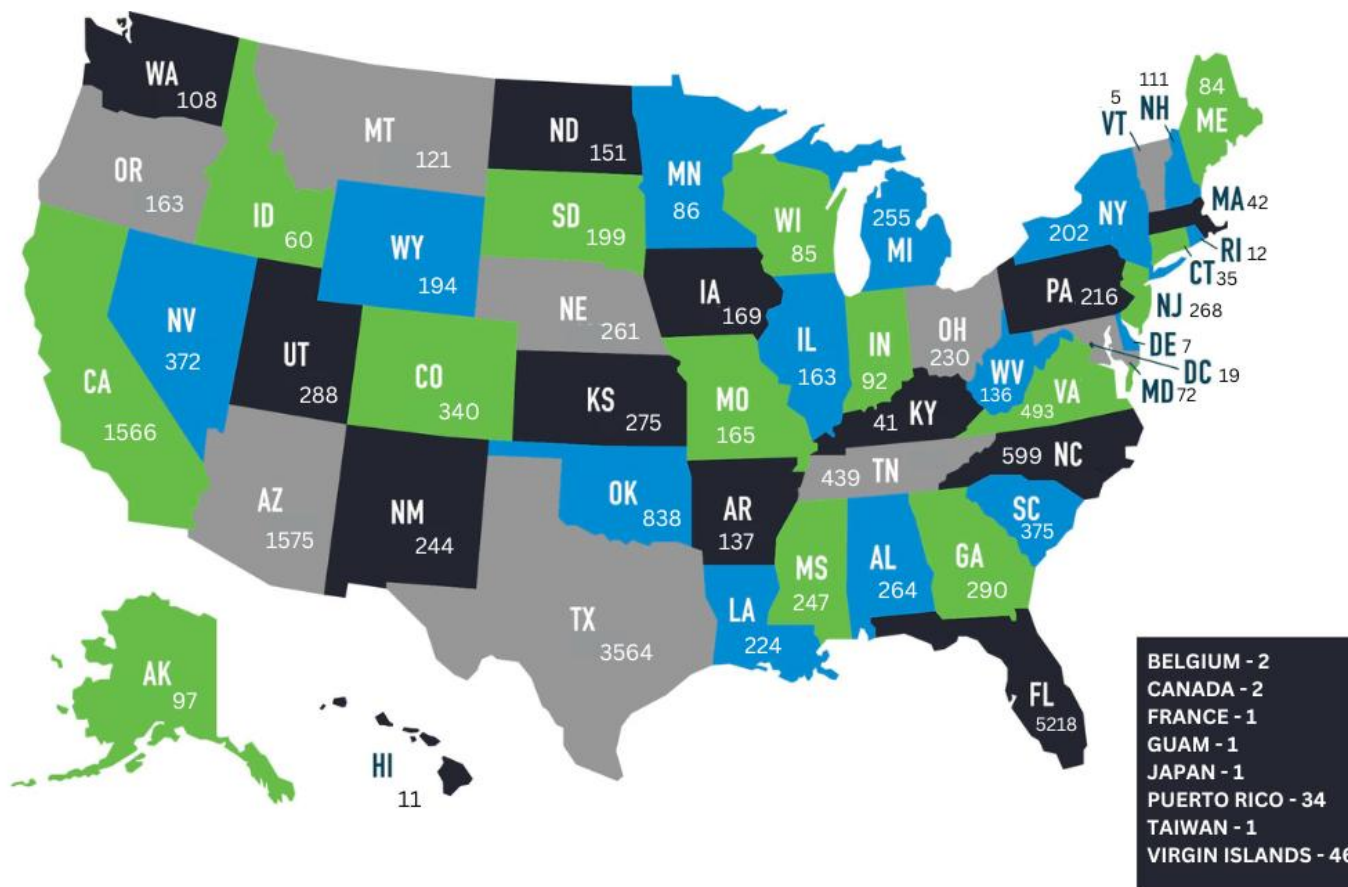 WA
108
OR
163
CA
1566
ID
60
NV
372
MT
121
WY
194
UT
288
AZ
1575
CO
340
NM
244
ND
151
SD
199
NE
261
KS
275
OK
838
TX
3564
MN
86
IA
169
MO
165
AR
137
LA
224
WI
85
IL
163
255
MI
IN
92
OH
230
41 KY
439 TN
MS
247
AL
264
GA
290
FL
5218
SC
375
599 NC
493
VA
WV
136
PA 216
NY
202
5
VT
111
NH
84
ME
MA 42
RI 12
CT 35
NJ 268
DE 7
DC 19
MD 72
AK
97
HI
11
BELGIUM - 2
CANADA - 2
FRANCE - 1
GUAM - 1
JAPAN - 1
PUERTO RICO - 34
TAIWAN - 1
VIRGIN ISLANDS - 46